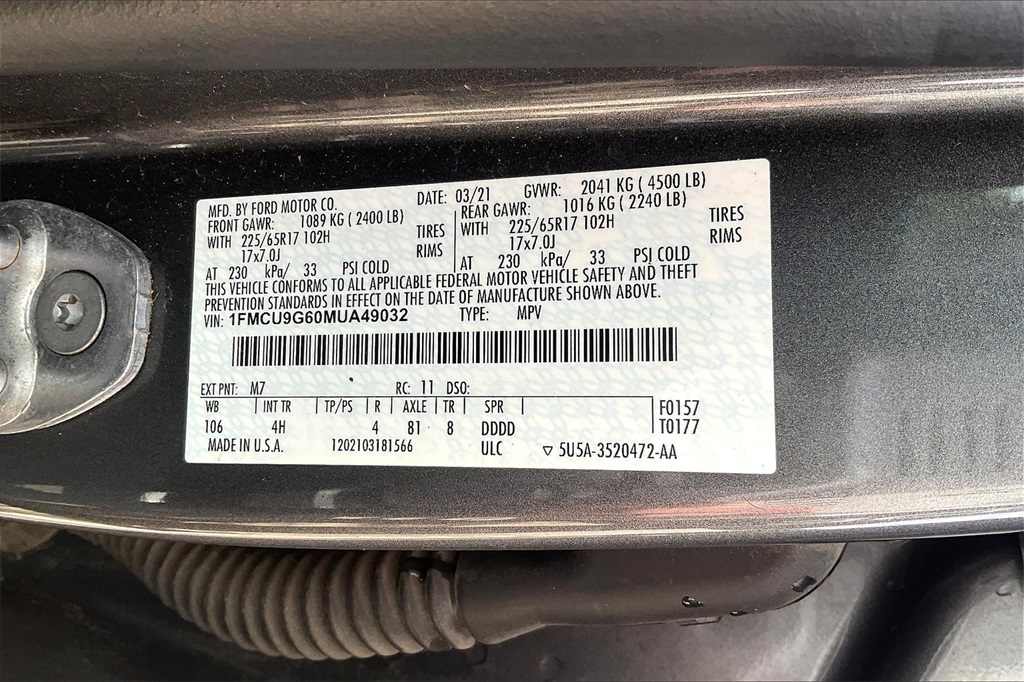 MFD. BY FORD MOTOR CO. DATE: 03/21 GVWR: 2041 KG ( 4500 LB)
FRONT GAWR: 1089 KG ( 2400 LB) REAR GAWR: 1016 KG ( 2240 LB)
WITH 225/65R17 102H TIRES WITH 225/65R17 102H TIRES
17x7.0J RIMS 17x7.0J RIMS
AT 230 kPa/ 33 PSI COLD AT 230 kPa/ 33 PSI COLD
THIS VEHICLE CONFORMS TO ALL APPLICABLE FEDERAL MOTOR VEHICLE SAFETY AND THEFT
PREVENTION STANDARDS IN EFFECT ON THE DATE OF MANUFACTURE SHOWN ABOVE.
VIN: 1FMCU9G60MUA49032 TYPE: MPV
EXT PNT: M7 RC: 11 DSO:
WB INT TR TP/PS R AXLE TR SPR F0157
106 4H 4 81 8 DDDD T0177
MADE IN U.S.A. 1202103181566 ULC ▽ 5U5A-3520472-AA